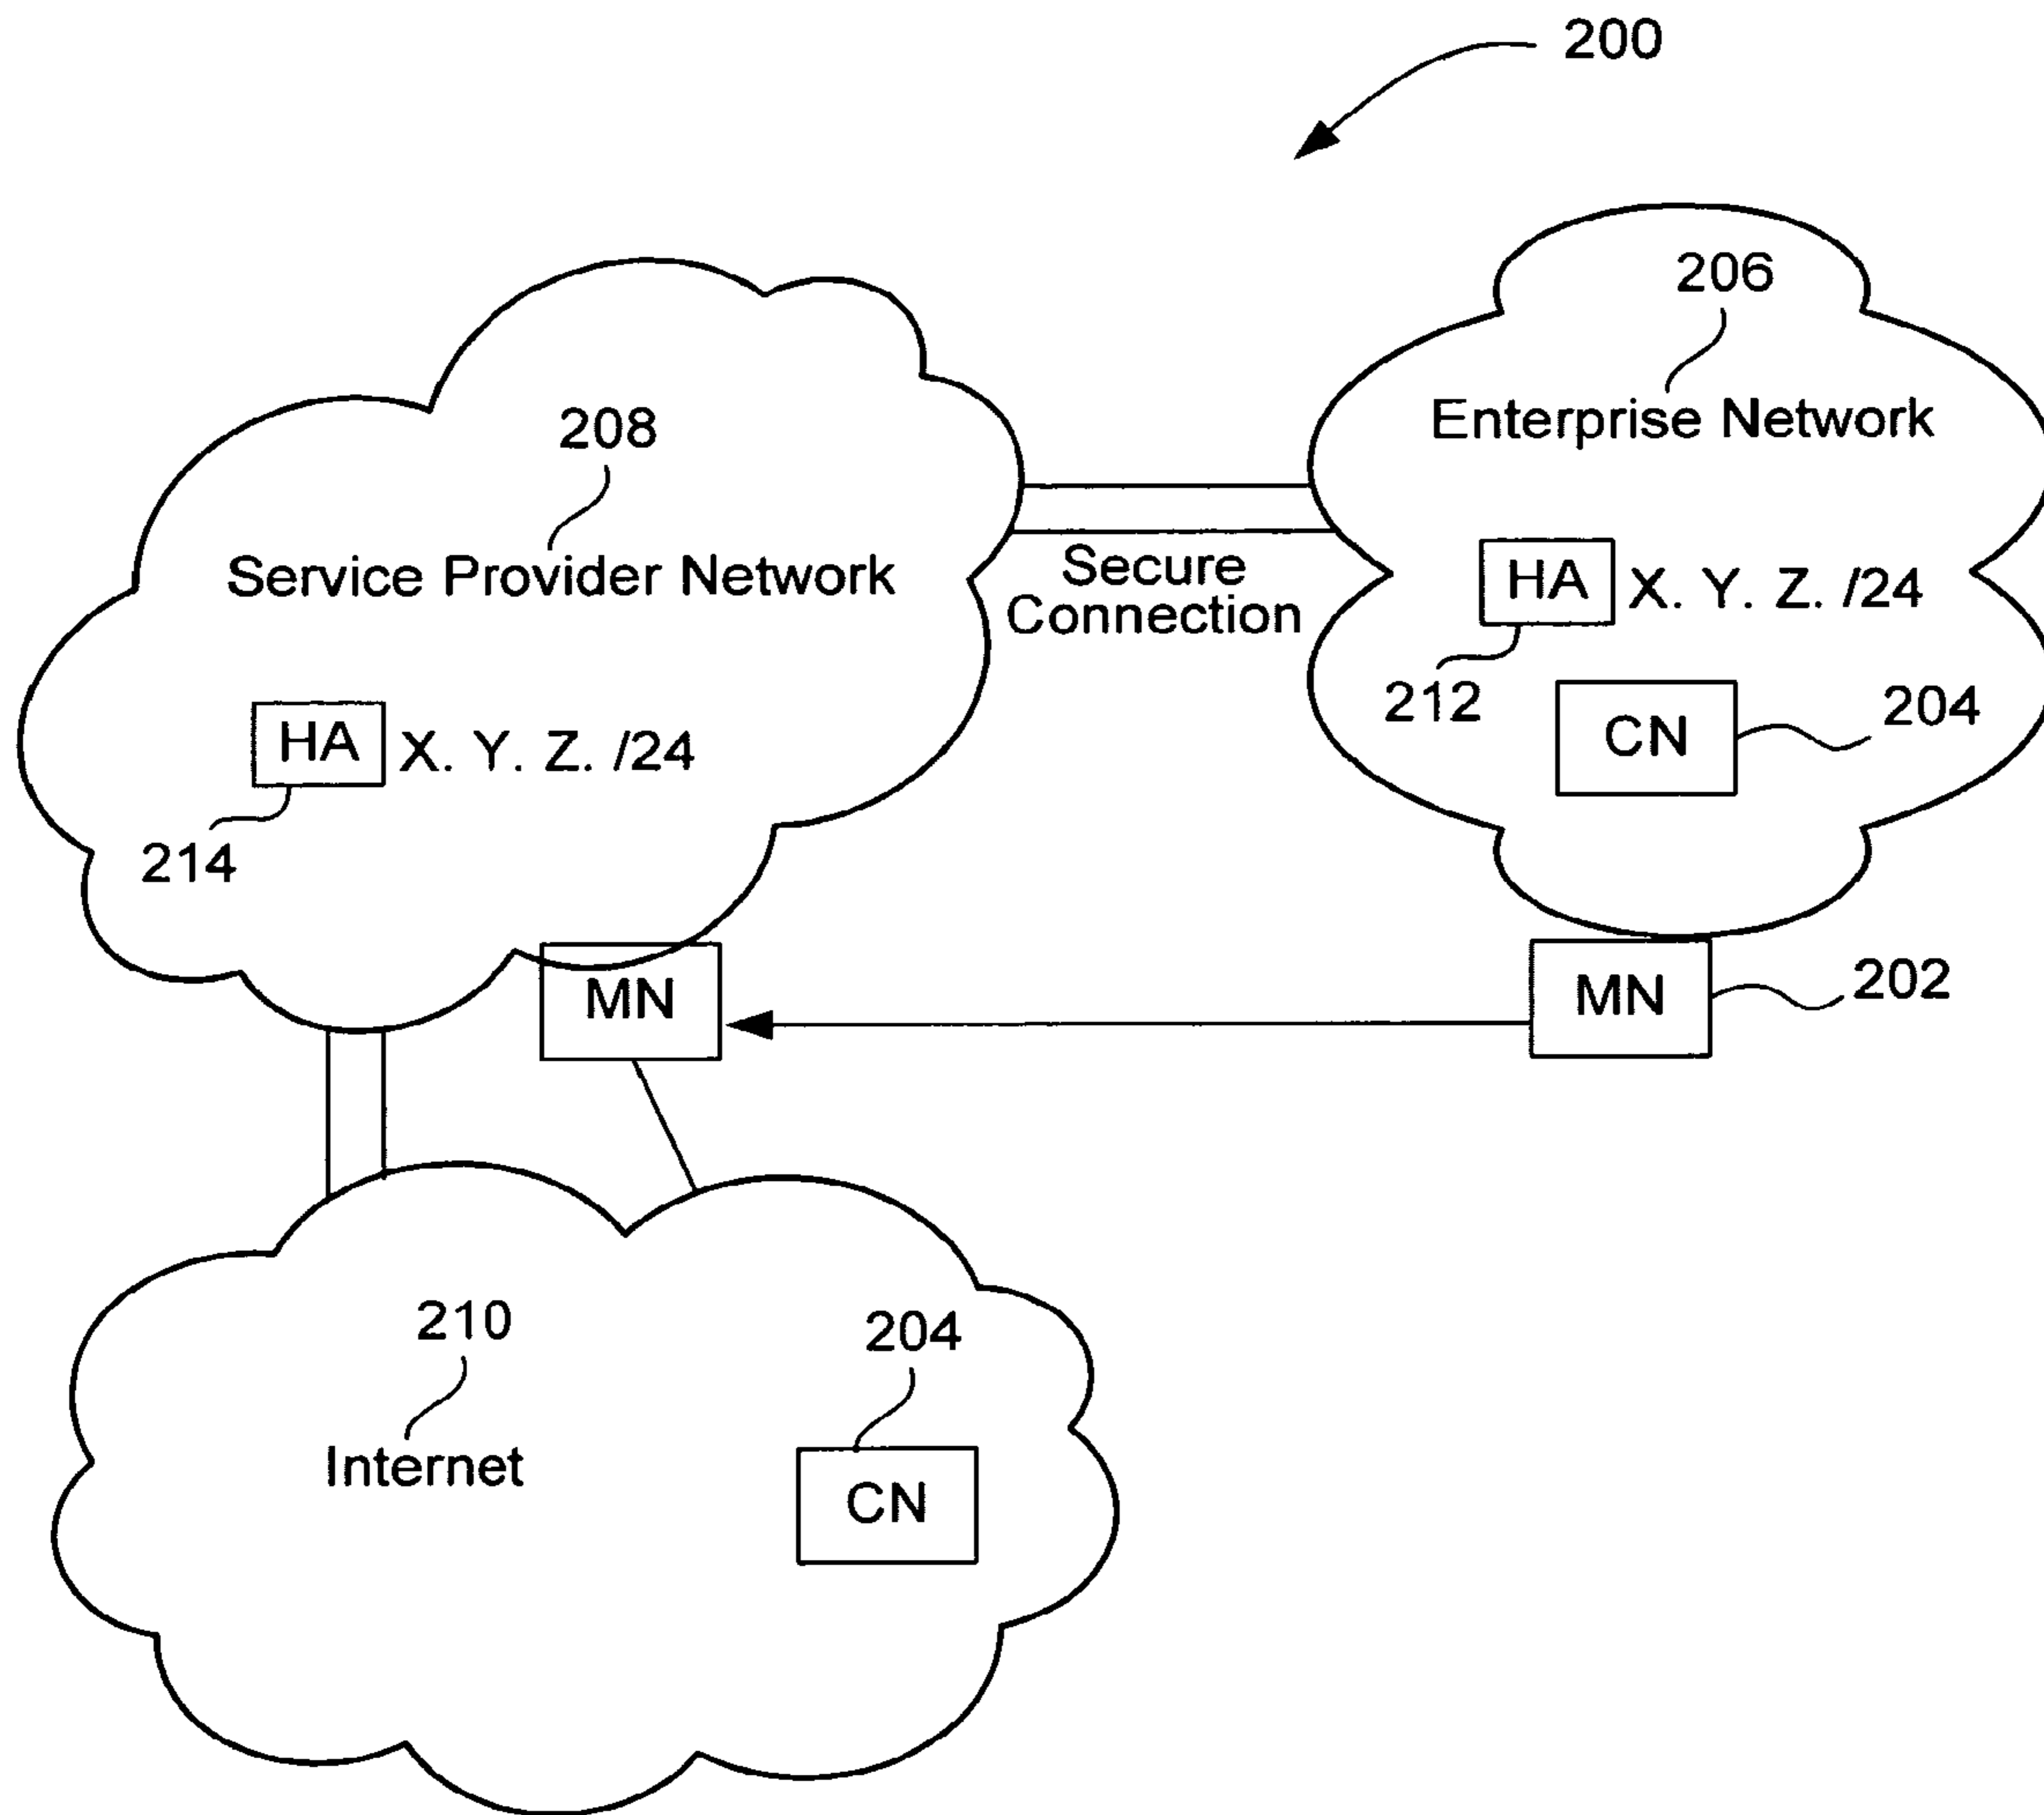 200
206
Enterprise Network
208
Service Provider Network
Secure
Connection
HA X. Y. Z. /24
212
CN
204
HA X. Y. Z. /24
214
MN
MN
202
210
Internet
204
CN